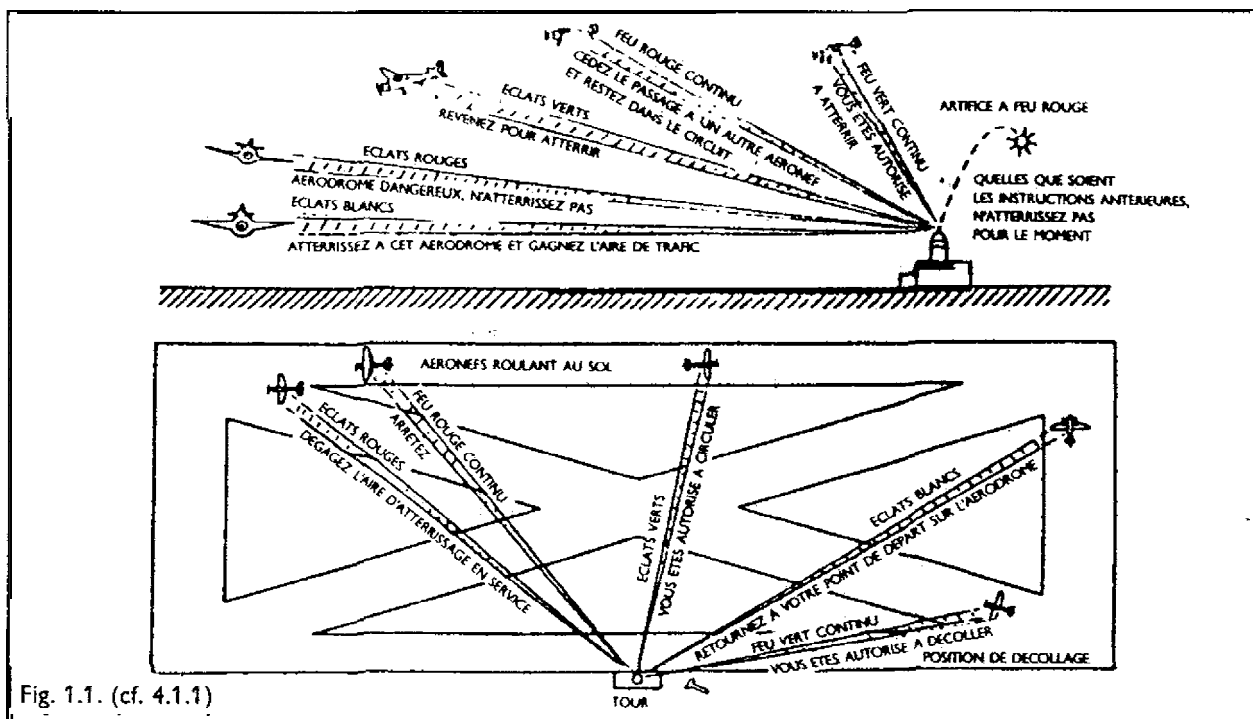 FEU ROUGE CONTINU
CEDEZ LE PASSAGE A UN AUTRE AERONEF
ET RESTEZ DANS LE CIRCUIT
FEU VERT CONTINU
VOUS ETES AUTORISE
A ATTERRIR
ARTIFICE A FEU ROUGE
ECLATS VERTS
REVENEZ POUR ATTERRIR
ECLATS ROUGES
AERODROME DANGEREUX, N'ATTERRISSEZ PAS
ECLATS BLANCS
ATTERRISSEZ A CET AERODROME ET GAGNEZ L'AIRE DE TRAFIC
QUELLES QUE SOIENT
LES INSTRUCTIONS ANTERIEURES,
N'ATTERRISSEZ PAS
POUR LE MOMENT
AERONEFS ROULANT AU SOL
ECLATS ROUGES
DEGAGEZ L'AIRE D'ATTERRISSAGE EN SERVICE
FEU ROUGE CONTINU
ARRETEZ
ECLATS VERTS
VOUS ETES AUTORISE A CIRCULER
ECLATS BLANCS
RETOURNEZ A VOTRE POINT DE DEPART SUR L'AERODROME
FEU VERT CONTINU
VOUS ETES AUTORISE A DECOLLER
POSITION DE DECOLLAGE
TOUR
Fig. 1.1. (cf. 4.1.1)